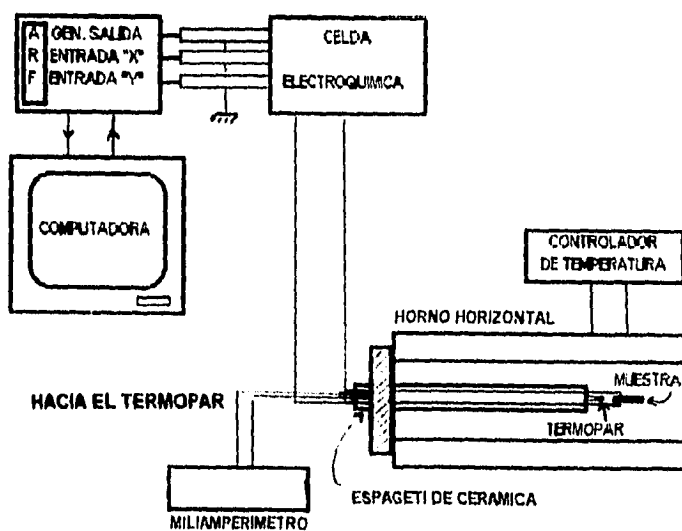 A GEN. SALIDA
R ENTRADA "X"
F ENTRADA "Y"
CELDA
ELECTROQUIMICA
COMPUTADORA
CONTROLADOR
DE TEMPERATURA
HORNO HORIZONTAL
HACIA EL TERMOPAR
MUESTRA
TERMOPAR
ESPAGETI DE CERAMICA
MILIAMPERIMETRO